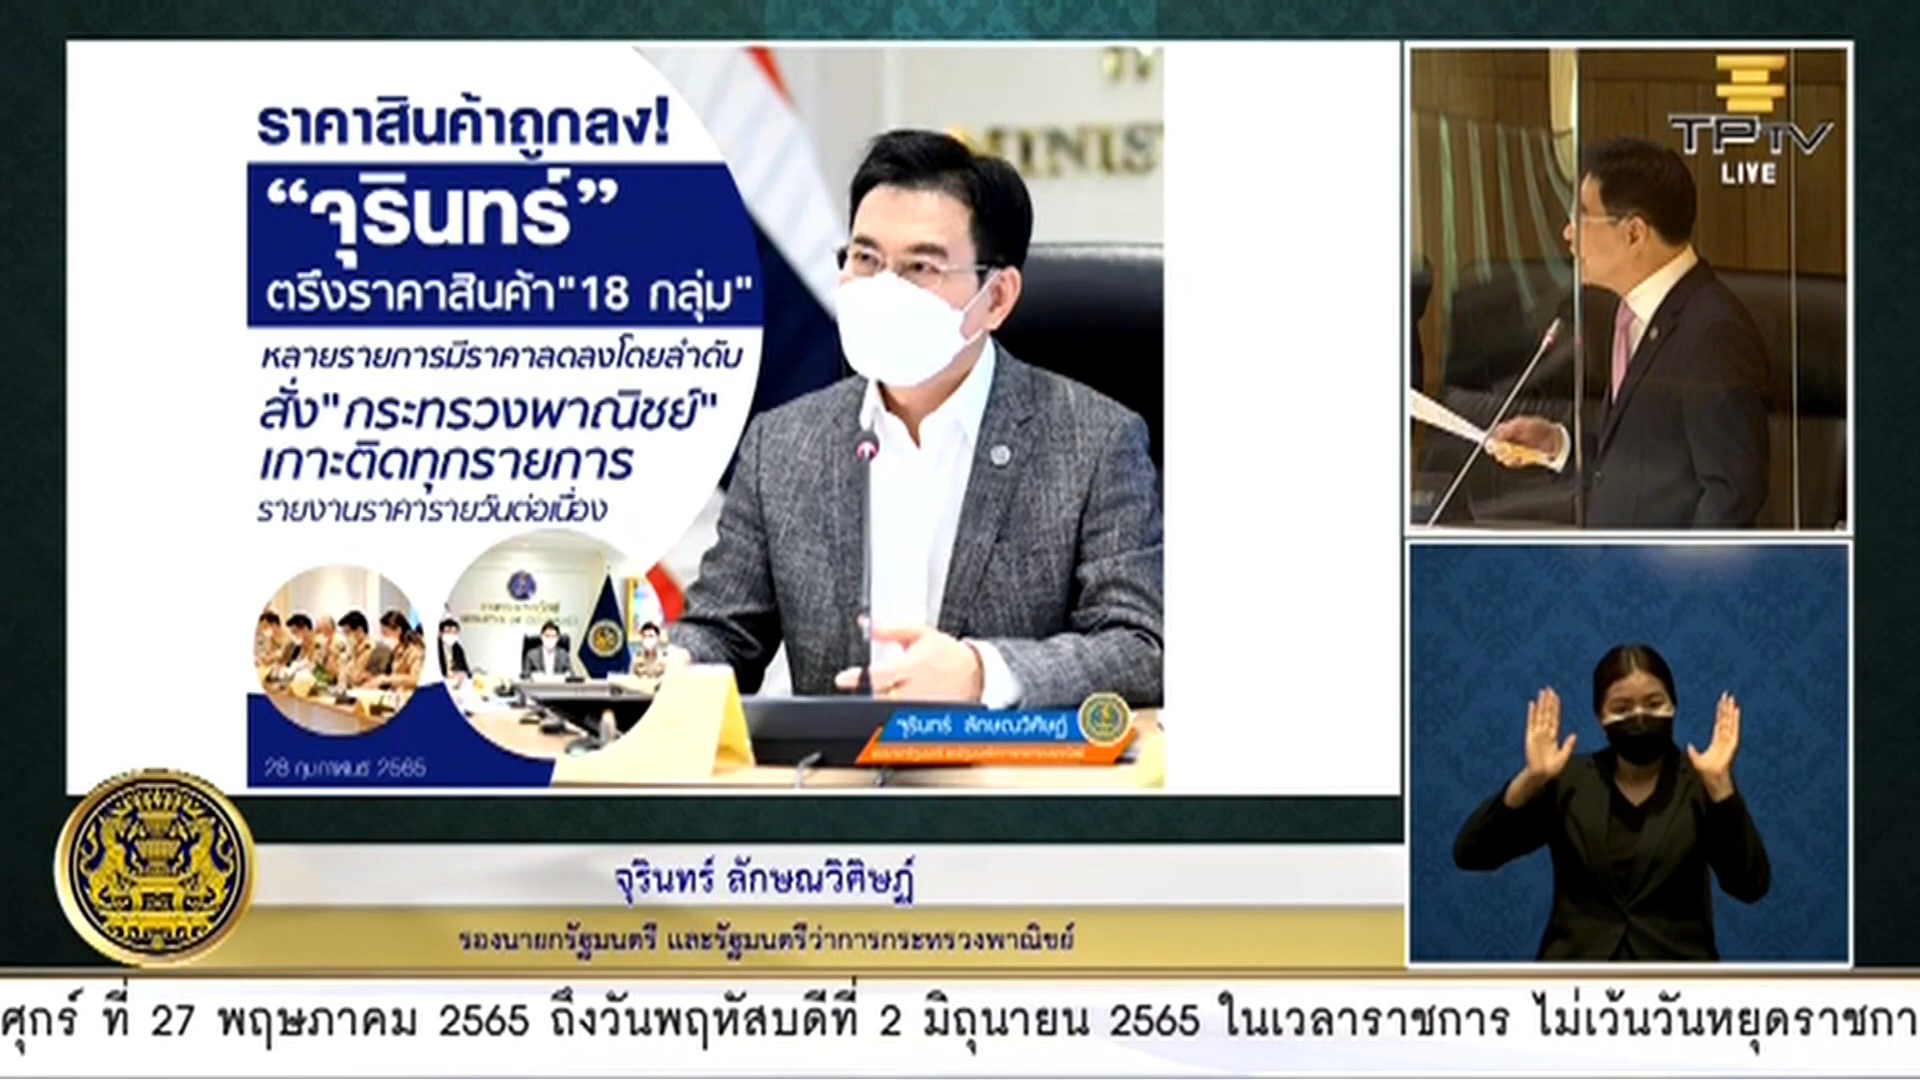 ราคาสินค้าถูกลง!
“จุรินทร์”
ตรึงราคาสินค้า"18 กลุ่ม"
หลายรายการมีราคาลดลงโดยลำดับ
สั่ง"กระทรวงพาณิชย์"
เกาะติดทุกรายการ
รายงานราคารายวันต่อเนื่อง
28 กุมภาพันธ์ 2565
จุรินทร์ ลักษณวิศิษฏ์
MINIST
TPTV
LIVE
จุรินทร์ ลักษณวิศิษฏ์
รองนายกรัฐมนตรี และรัฐมนตรีว่าการกระทรวงพาณิชย์
ศุกร์ ที่ 27 พฤษภาคม 2565 ถึงวันพฤหัสบดีที่ 2 มิถุนายน 2565 ในเวลาราชการ ไม่เว้นวันหยุดราชกา